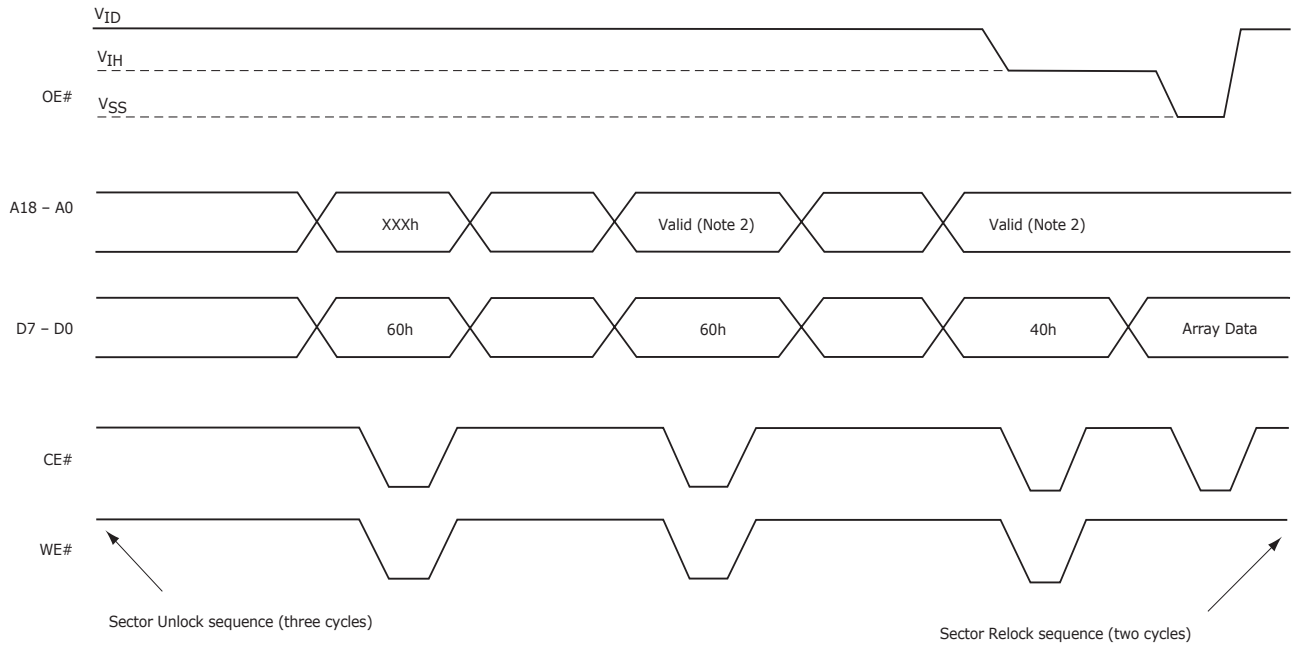 VID
VIH
OE#
VSS
A18 – A0
XXXh
Valid (Note 2)
Valid (Note 2)
D7 – D0
60h
60h
40h
Array Data
CE#
WE#
Sector Unlock sequence (three cycles)
Sector Relock sequence (two cycles)